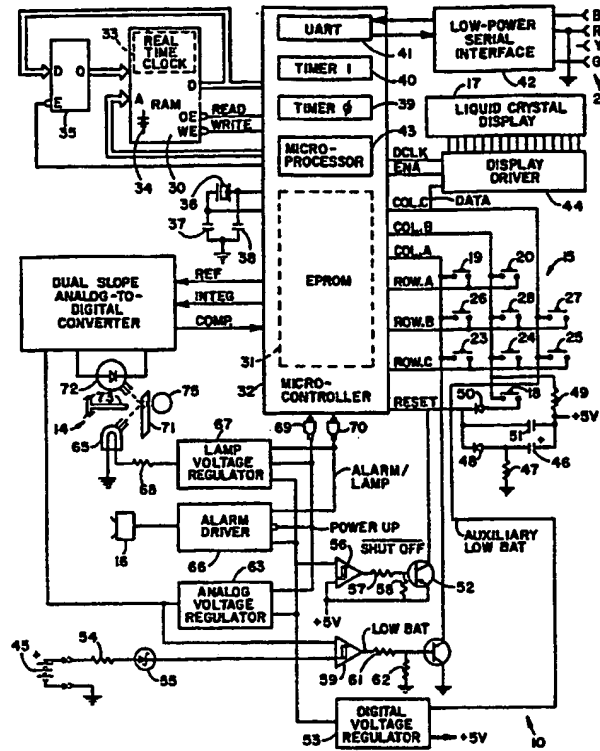 33
REAL
TIME
CLOCK
D
O
E
35
A
D
RAM
OE
WE
34
30
READ
WRITE
UART
41
TIMER 1
40
TIMER 0
39
MICRO-
PROCESSOR
43
LOW-POWER
SERIAL
INTERFACE
42
B
R
Y
G
2
17
LIQUID CRYSTAL
DISPLAY
DISPLAY
DRIVER
44
DCLK
ENA
DATA
COL.C
COL.B
COL.A
36
37
38
EPROM
31
32
MICRO-
CONTROLLER
DUAL SLOPE
ANALOG-TO-
DIGITAL
CONVERTER
REF
INTEG
COMP.
19
20
15
ROW.A
26
28
27
ROW.B
23
24
25
ROW.C
RESET
50
18
49
+5V
51
+
48
46
47
72
73
75
14
71
65
68
67
LAMP
VOLTAGE
REGULATOR
69
70
ALARM/
LAMP
16
ALARM
DRIVER
66
POWER UP
AUXILIARY
LOW BAT
63
ANALOG
VOLTAGE
REGULATOR
56
SHUT OFF
57
58
52
+5V
45
+
54
55
59
LOW BAT
61
62
53
DIGITAL
VOLTAGE
REGULATOR
+5V
10